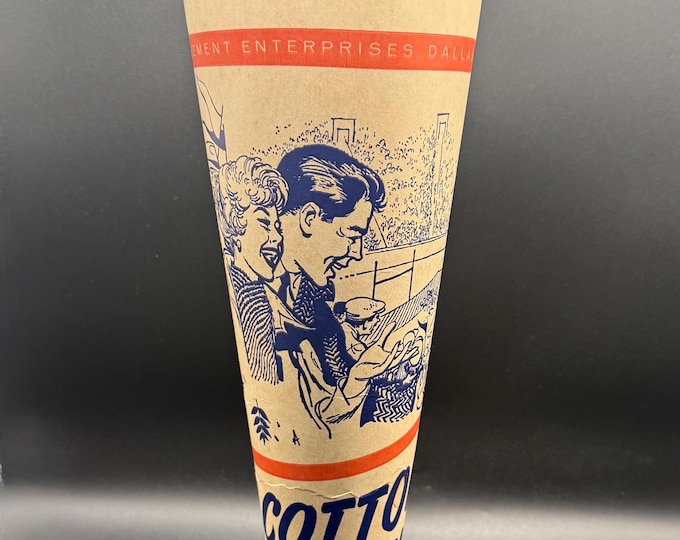 EMENT ENTERPRISES. DALLA
COTTO